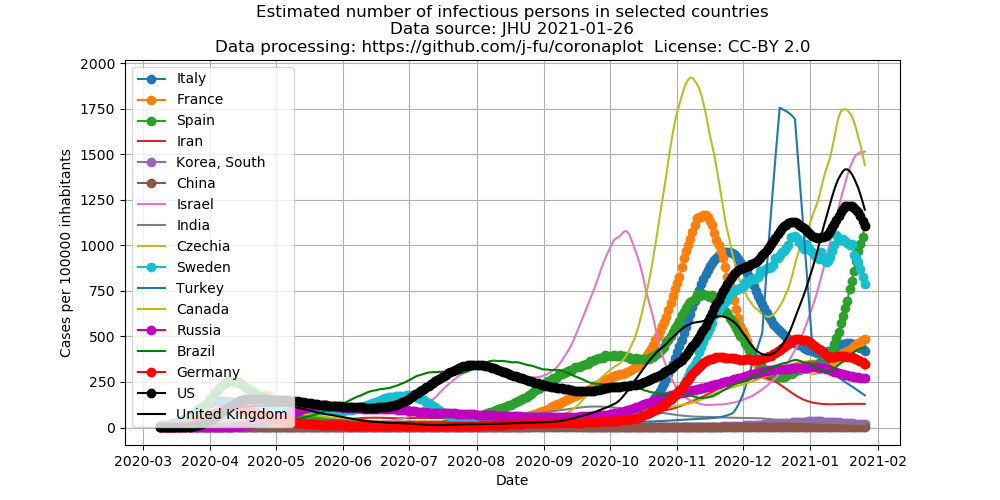 Estimated number of infectious persons in selected countries
Data source: JHU 2021-01-26
Data processing: https://github.com/j-fu/coronaplot  License: CC-BY 2.0
Cases per 100000 inhabitants
2000
1750
1500
1250
1000
750
500
250
0
Italy
France
Spain
Iran
Korea, South
China
Israel
India
Czechia
Sweden
Turkey
Canada
Russia
Brazil
Germany
US
United Kingdom
2020-03 2020-04 2020-05 2020-06 2020-07 2020-08 2020-09 2020-10 2020-11 2020-12 2021-01 2021-02
Date